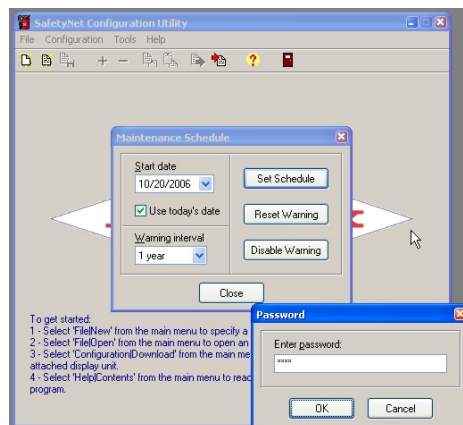 SafetyNet Configuration Utility
File Configuration Tools Help
Maintenance Schedule
Start date
10/20/2006
Set Schedule
Use today's date
Reset Warning
Warning interval
1 year
Disable Warning
Close
To get started:
1 - Select 'File|New' from the main menu to specify a
2 - Select 'File|Open' from the main menu to open an
3 - Select 'Configuration|Download' from the main me
attached display unit.
4 - Select 'Help|Contents' from the main menu to read
program.
Password
Enter password:
****
OK Cancel